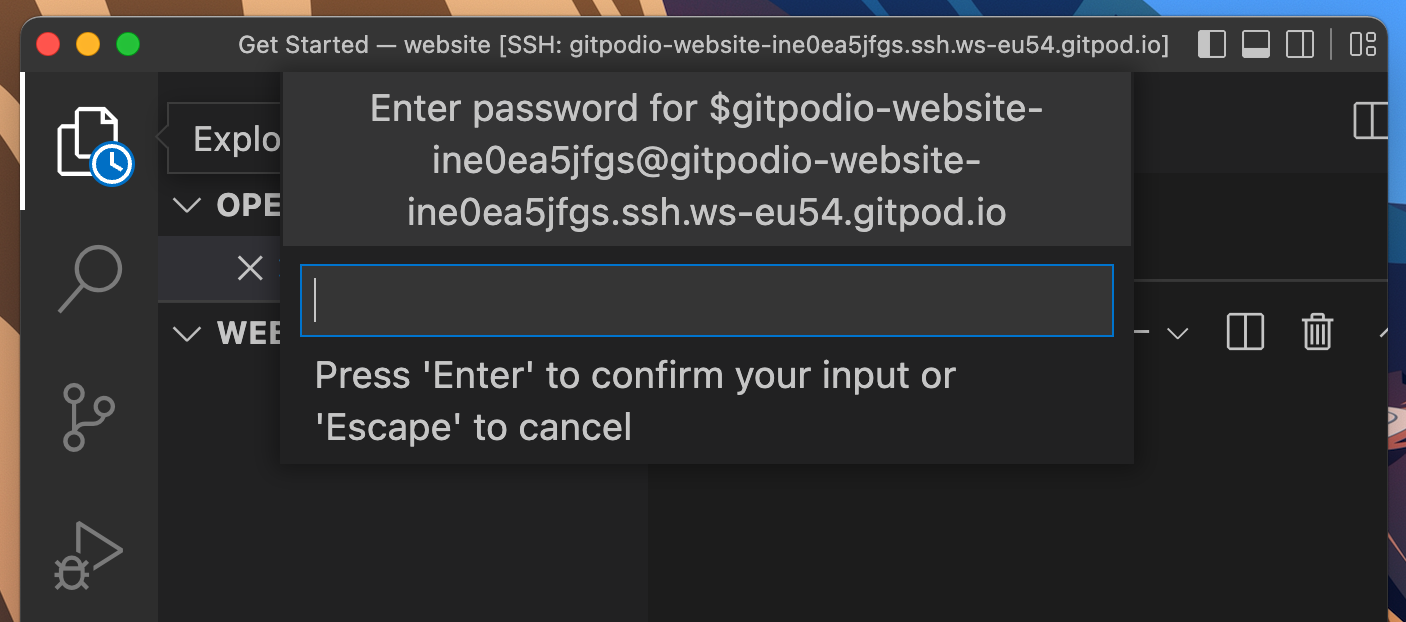 Get Started — website [SSH: gitpodio-website-ine0ea5jfgs.ssh.ws-eu54.gitpod.io]
Enter password for $gitpodio-website-
ine0ea5jfgs@gitpodio-website-
ine0ea5jfgs.ssh.ws-eu54.gitpod.io
Explo
OPE
WEE
Press 'Enter' to confirm your input or
'Escape' to cancel